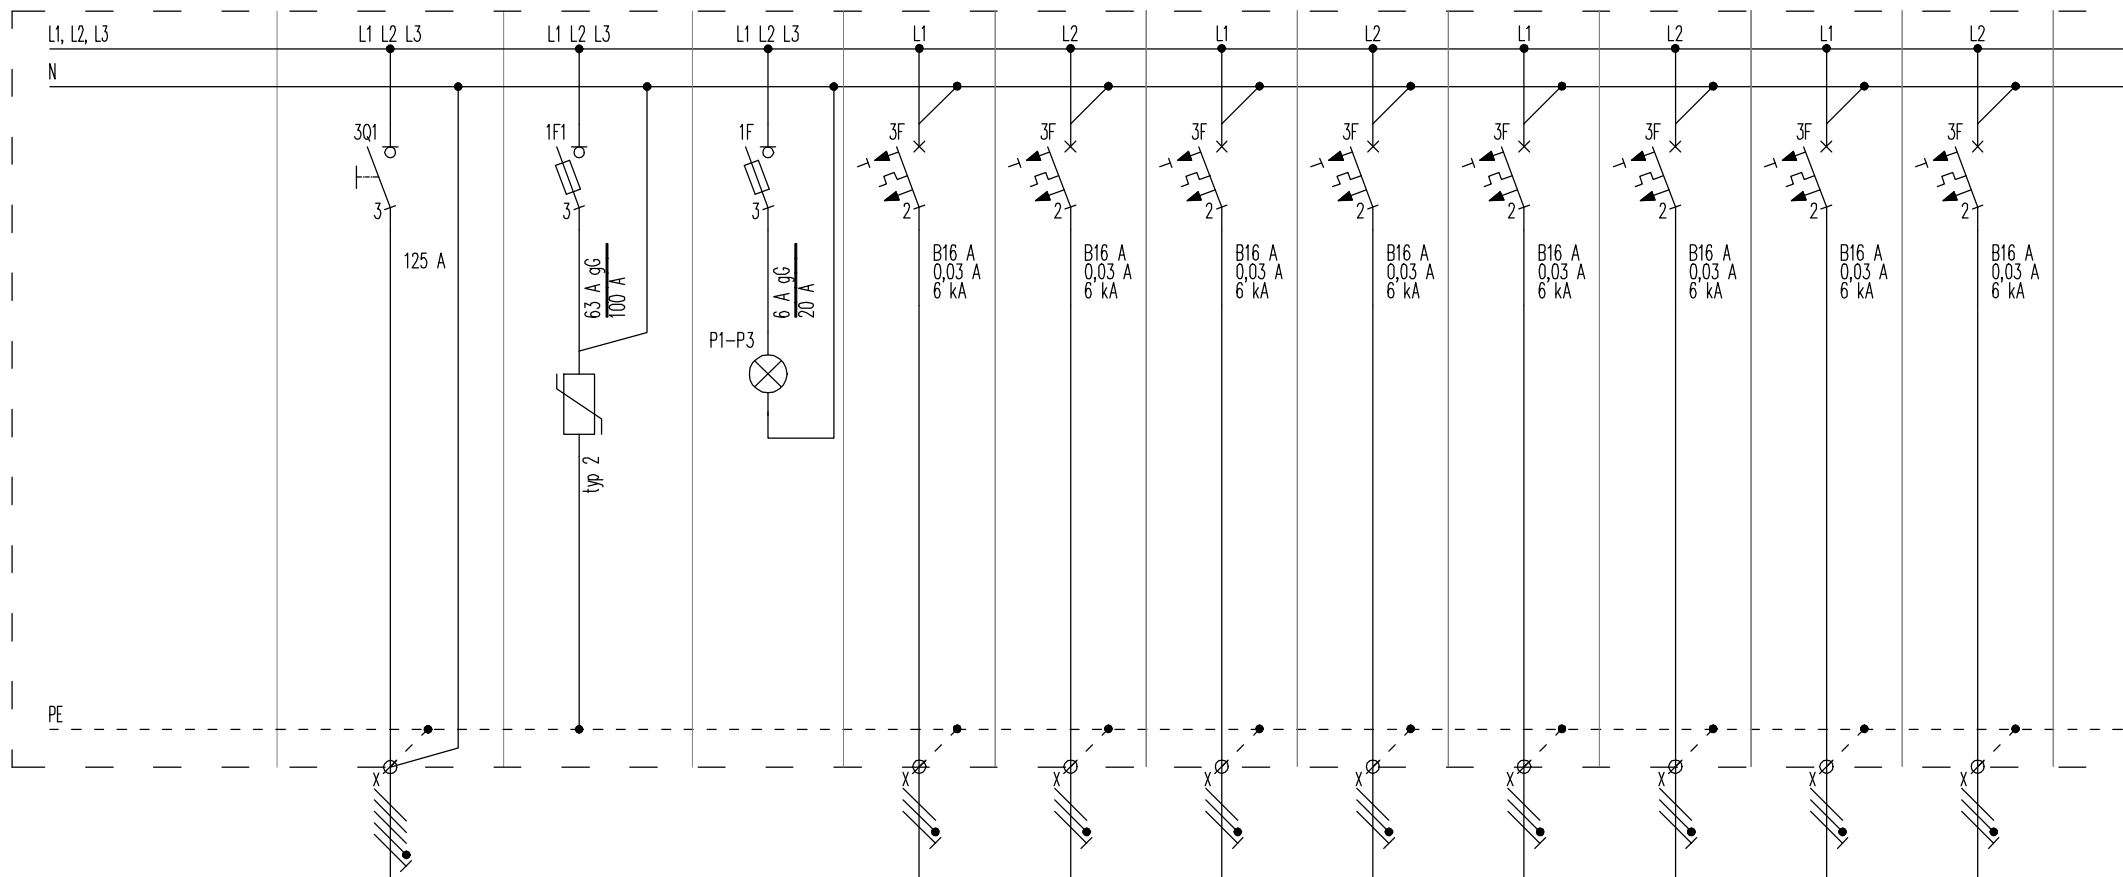 L1, L2, L3
L1 L2 L3
L1 L2 L3
L1 L2 L3
L1
L2
L1
L2
L1
L2
L1
L2
N
3Q1
1F1
1F
3F
3F
3F
3F
3F
3F
3F
3F
3
3
3
2
2
2
2
2
2
2
2
125 A
63 A gG
100 A
6 A gG
20 A
B16 A
0,03 A
6 kA
B16 A
0,03 A
6 kA
B16 A
0,03 A
6 kA
B16 A
0,03 A
6 kA
B16 A
0,03 A
6 kA
B16 A
0,03 A
6 kA
B16 A
0,03 A
6 kA
B16 A
0,03 A
6 kA
P1-P3
typ 2
PE
X
X
X
X
X
X
X
X
X